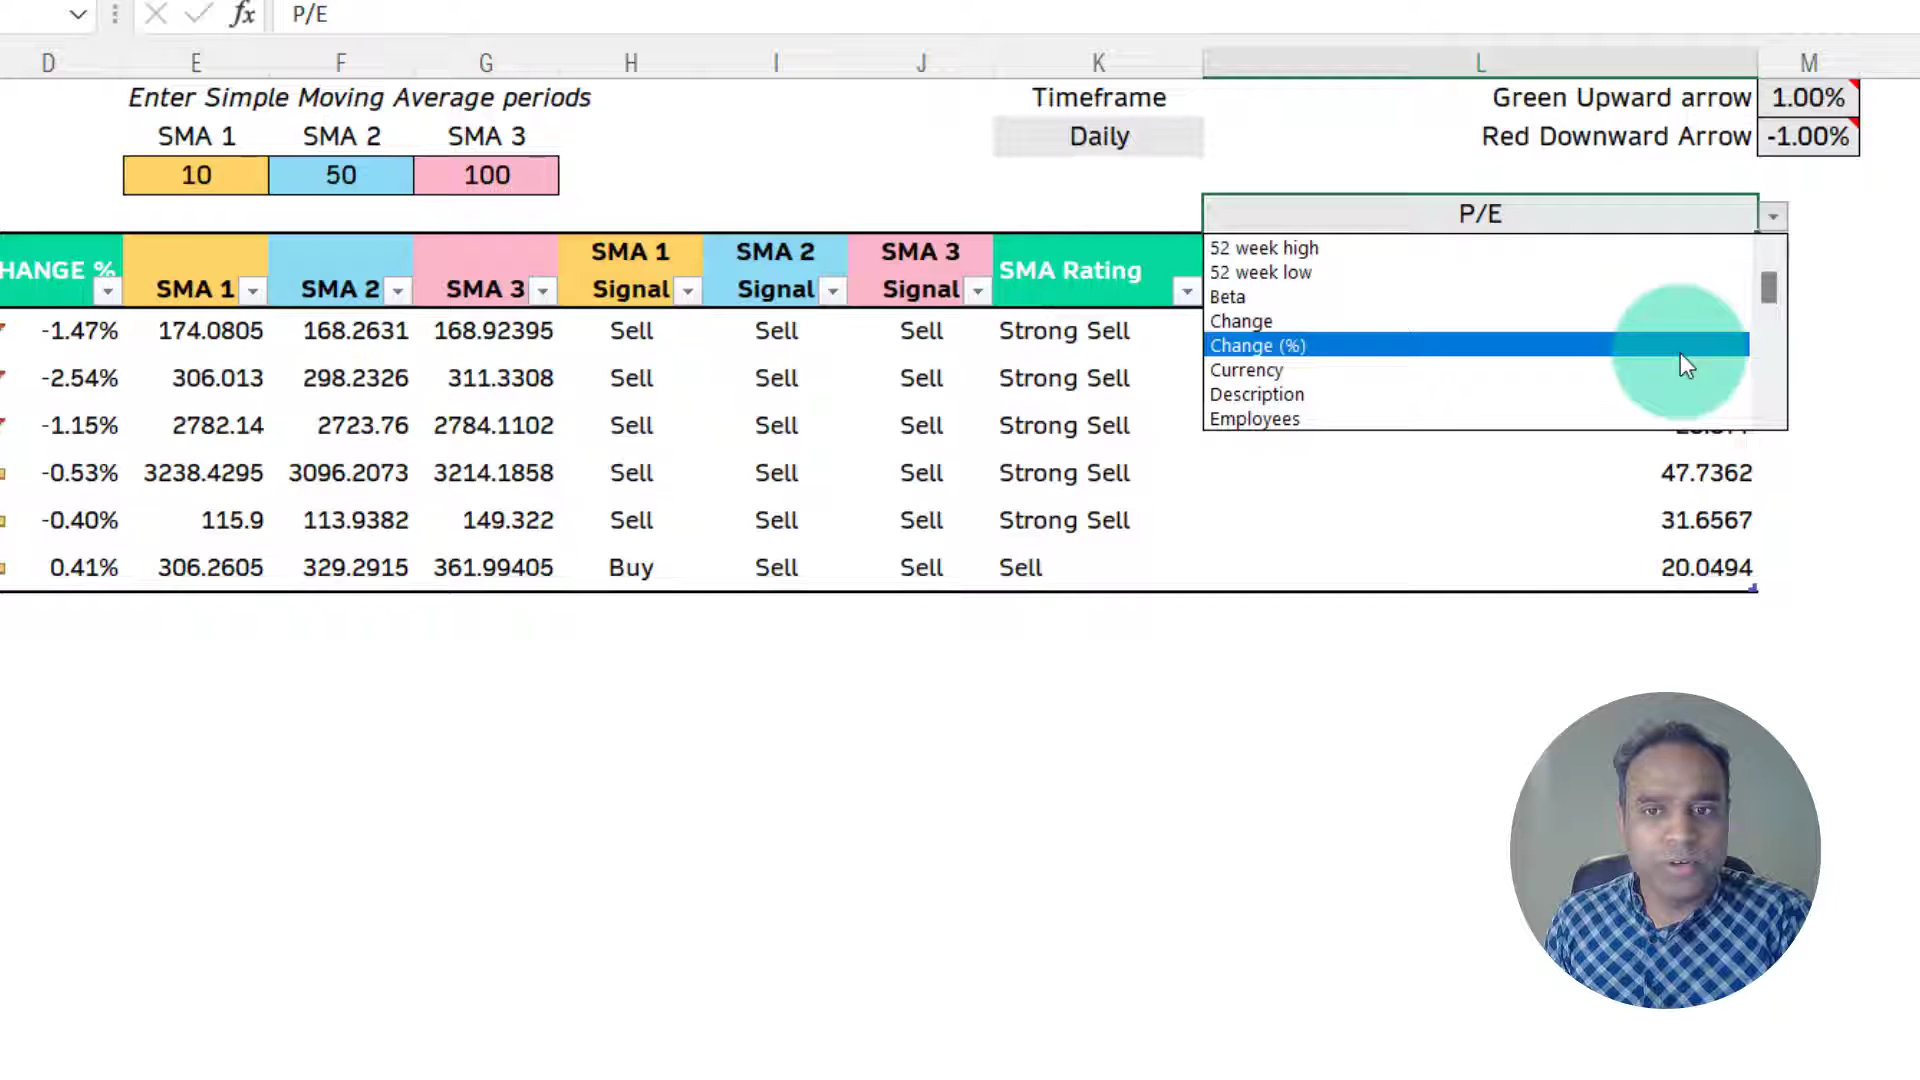 fx P/E
D E F G H I J K L M
Enter Simple Moving Average periods Timeframe Green Upward arrow 1.00%
SMA 1 SMA 2 SMA 3 Daily Red Downward Arrow -1.00%
10 50 100
P/E
HANGE % SMA 1 SMA 2 SMA 3 SMA 1 Signal SMA 2 Signal SMA 3 Signal SMA Rating
52 week high
52 week low
Beta
Change
Change (%)
Currency
Description
Employees
-1.47% 174.0805 168.2631 168.92395 Sell Sell Sell Strong Sell
-2.54% 306.013 298.2326 311.3308 Sell Sell Sell Strong Sell
-1.15% 2782.14 2723.76 2784.1102 Sell Sell Sell Strong Sell
-0.53% 3238.4295 3096.2073 3214.1858 Sell Sell Sell Strong Sell 47.7362
-0.40% 115.9 113.9382 149.322 Sell Sell Sell Strong Sell 31.6567
0.41% 306.2605 329.2915 361.99405 Buy Sell Sell Sell 20.0494